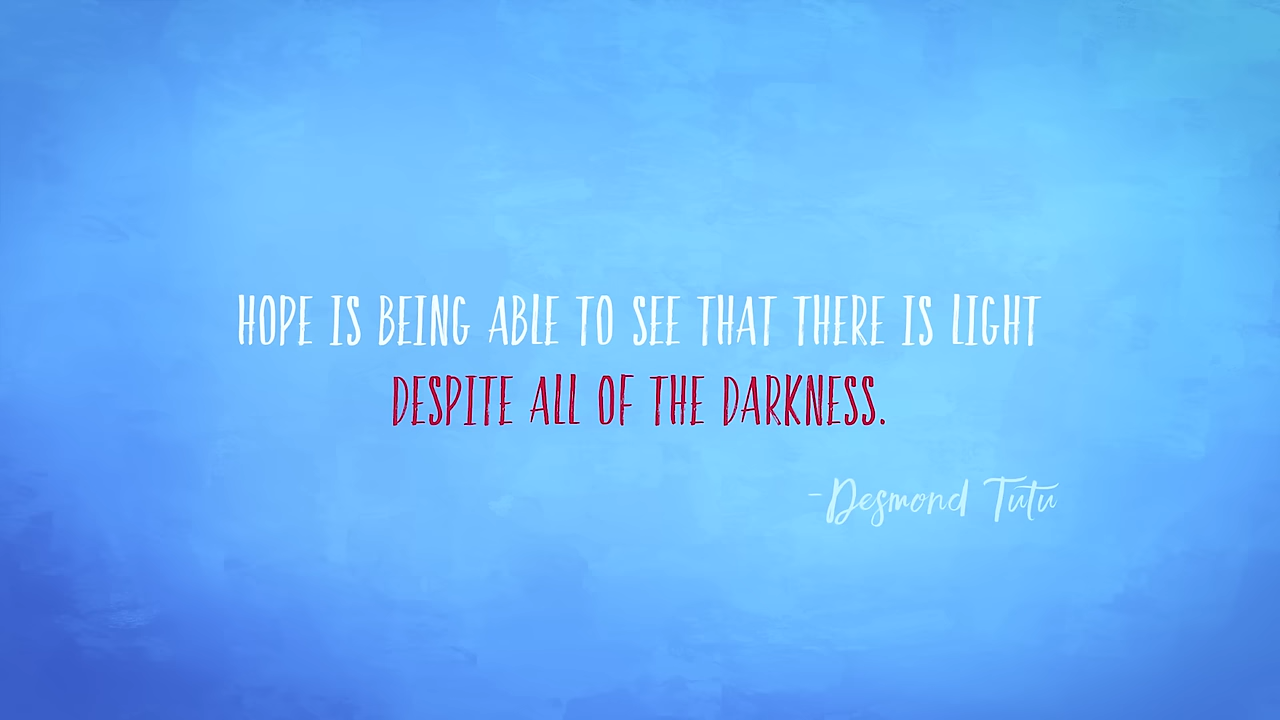 HOPE IS BEING ABLE TO SEE THAT THERE IS LIGHT
DESPITE ALL OF THE DARKNESS.
-Desmond Tutu